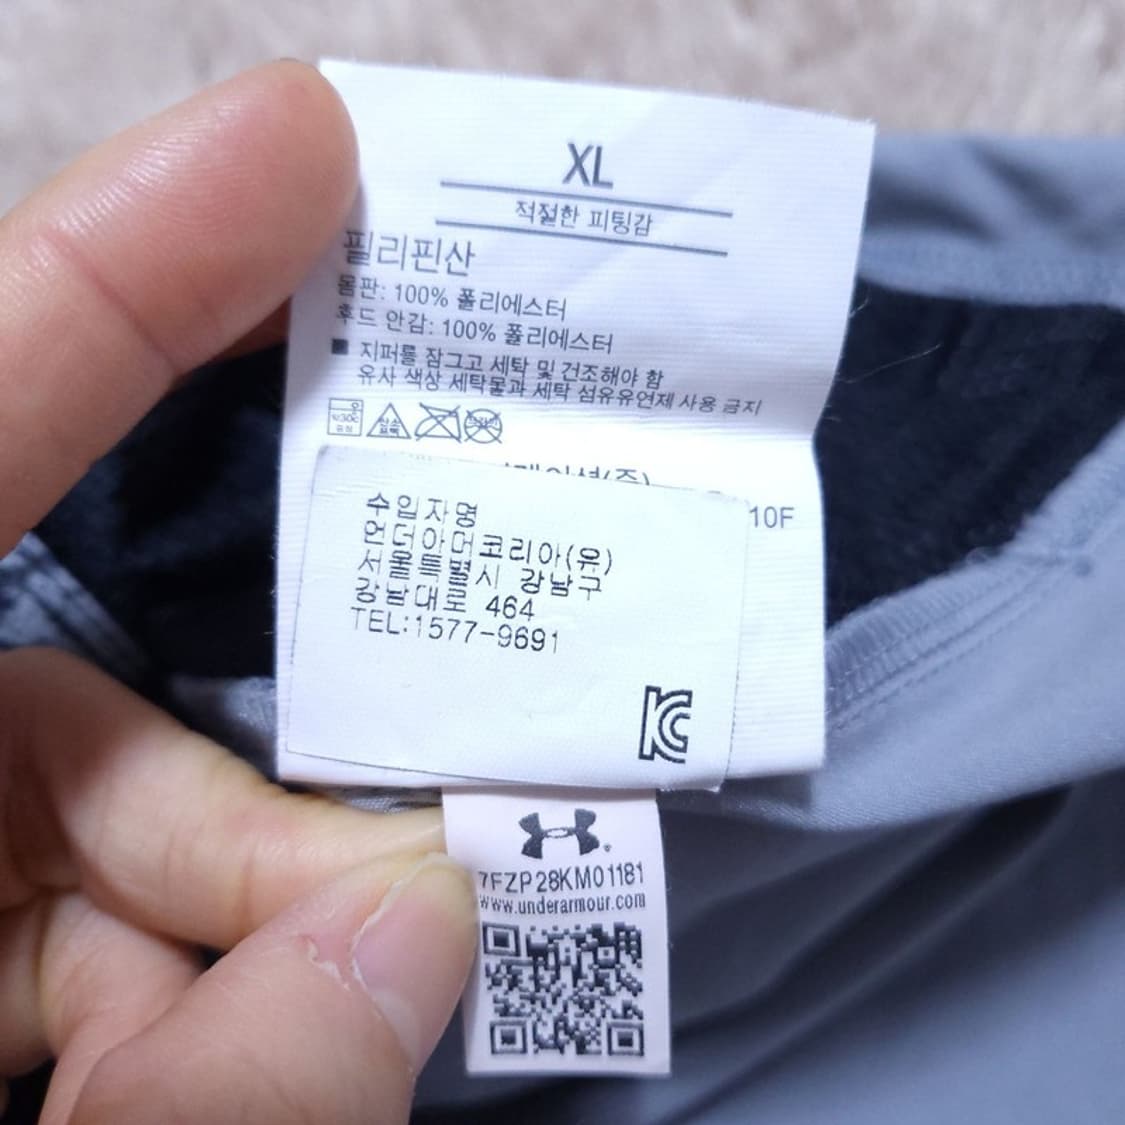 XL
적절한 피팅감
필리핀산
몸판: 100% 폴리에스터
후드 안감: 100% 폴리에스터
■ 지퍼를 잠그고 세탁 및 건조해야 함
유사 색상 세탁물과 세탁 섬유유연제 사용 금지
10F
수입자명
언더아머코리아(유)
서울특별시 강남구
강남대로 464
TEL:1577-9691
KC
7FZP28KM01181
www.underarmour.com